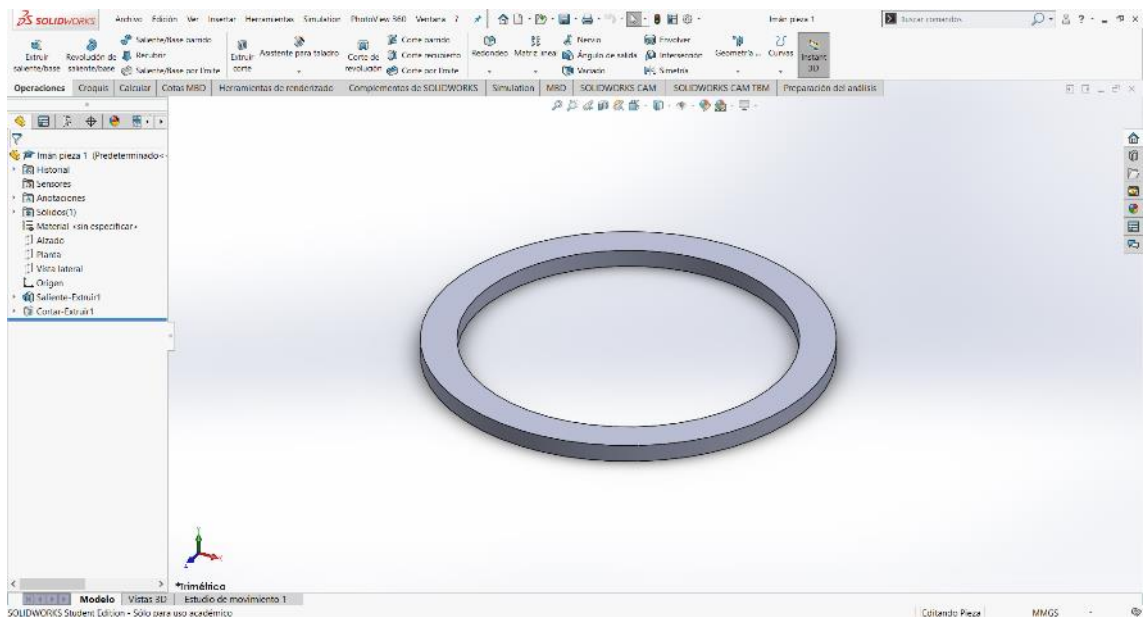 SOLIDWORKS Archivo Edición Ver Insertar Herramientas Simulation PhotoView 360 Ventana ? Imán pieza 1 Buscar comandos
Extruir saliente/base
Revolución de saliente/base
Saliente/Base barrido
Recubrir
Saliente/Base por límite
Extruir corte
Asistente para taladro
Corte de revolución
Corte barrido
Corte recubierto
Corte por límite
Redondeo
Matriz lineal
Nervio
Ángulo de salida
Vaciado
Envolver
Intersección
Simetría
Geometría ...
Curvas
Instant 3D
Operaciones Croquis Calcular Cotas MBD Herramientas de renderizado Complementos de SOLIDWORKS Simulation MBD SOLIDWORKS CAM SOLIDWORKS CAM TBM Preparación del análisis
Imán pieza 1 (Predeterminado<
Historial
Sensores
Anotaciones
Sólidos(1)
Material <sin especificar>
Alzado
Planta
Vista lateral
Origen
Saliente-Extruir1
Cortar-Extruir1
*Trimétrica
Modelo Vistas 3D Estudio de movimiento 1
SOLIDWORKS Student Edition - Sólo para uso académico Editando Pieza MMGS